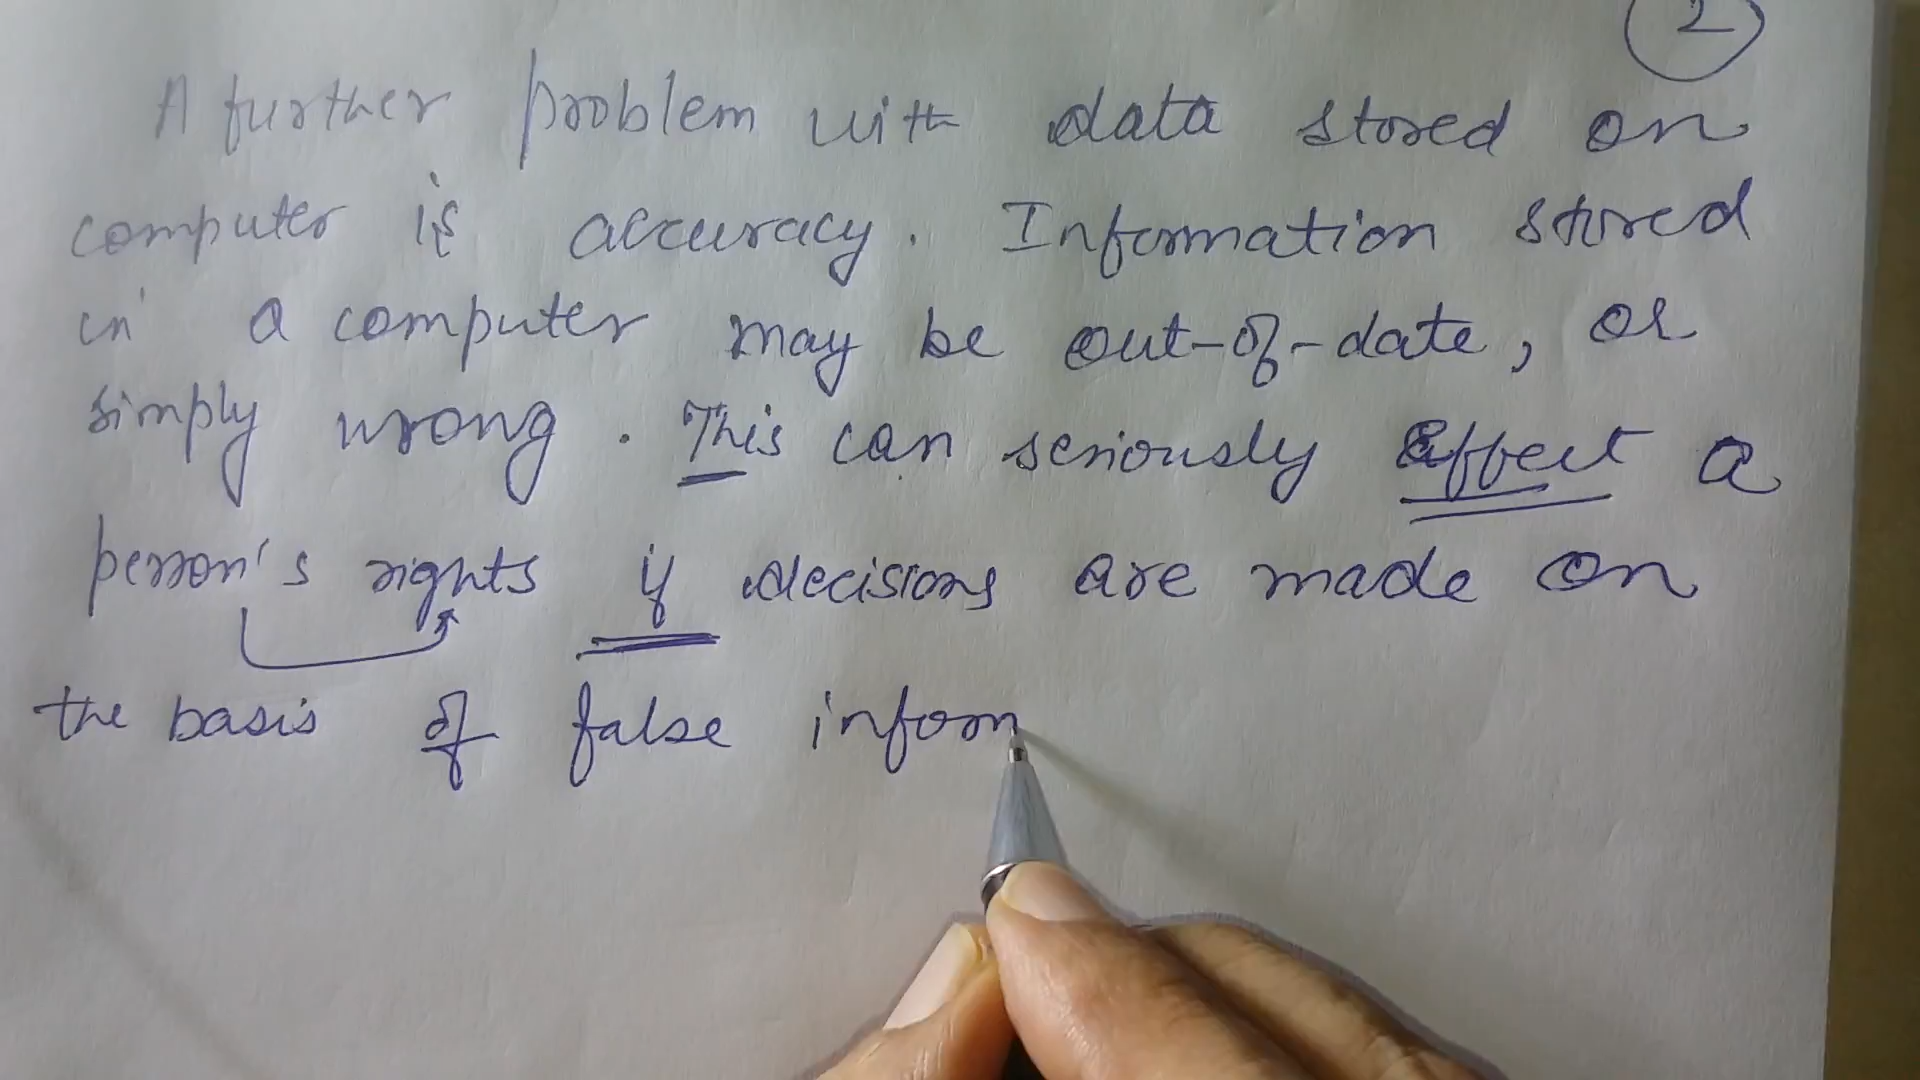 2
A further problem with data stored on
computer is accuracy. Information stored
in a computer may be out-of-date, or
simply wrong. This can seriously affect a
person's rights if decisions are made on
the basis of false inform